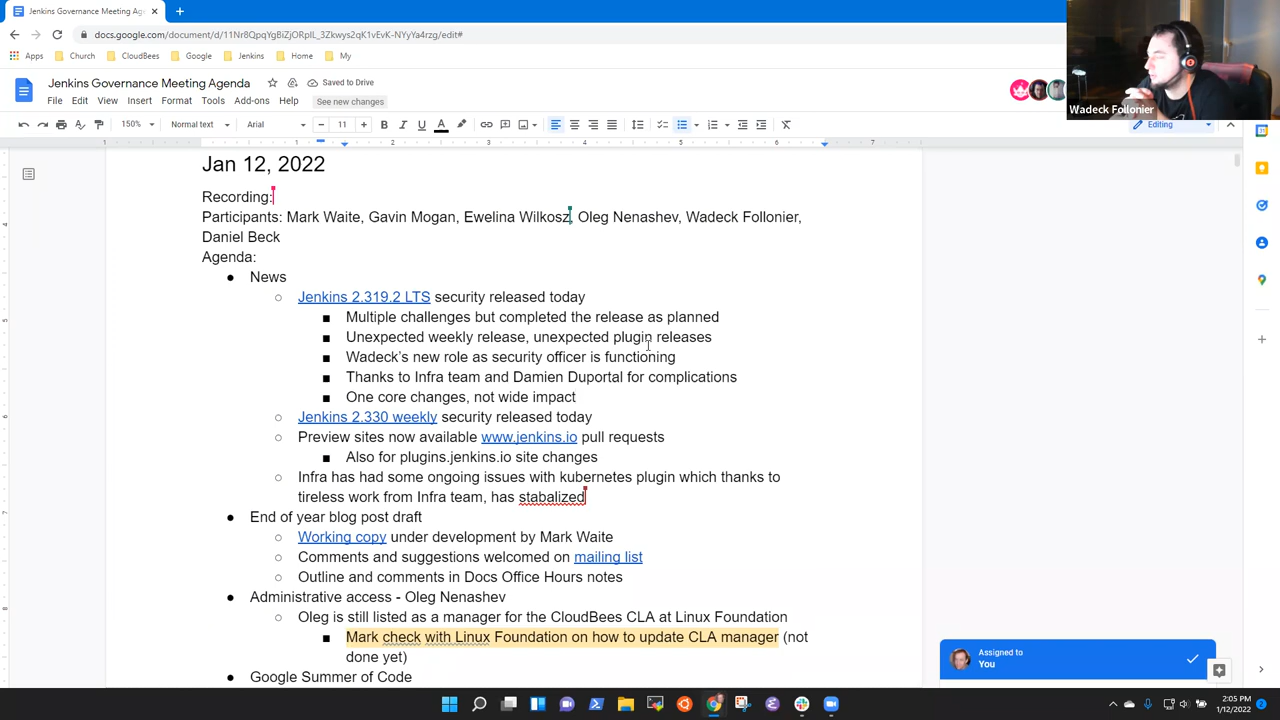 Jenkins Governance Meeting Ag
docs.google.com/document/d/11Nr8QpqYgBiZjORpIL_3Zkwys2qK1vEvK-NYyYa4rzg/edit#
Apps Church CloudBees Google Jenkins Home My
Jenkins Governance Meeting Agenda Saved to Drive
File Edit View Insert Format Tools Add-ons Help See new changes
Wadeck Follonier
150% Normal text Arial 11 Editing
1 1 2 3 4 5 6 7
Jan 12, 2022
Recording:
Participants: Mark Waite, Gavin Mogan, Ewelina Wilkosz, Oleg Nenashev, Wadeck Follonier,
Daniel Beck
Agenda:
News
Jenkins 2.319.2 LTS security released today
Multiple challenges but completed the release as planned
Unexpected weekly release, unexpected plugin releases
Wadeck's new role as security officer is functioning
Thanks to Infra team and Damien Duportal for complications
One core changes, not wide impact
Jenkins 2.330 weekly security released today
Preview sites now available www.jenkins.io pull requests
Also for plugins.jenkins.io site changes
Infra has had some ongoing issues with kubernetes plugin which thanks to
tireless work from Infra team, has stabalized
End of year blog post draft
Working copy under development by Mark Waite
Comments and suggestions welcomed on mailing list
Outline and comments in Docs Office Hours notes
Administrative access - Oleg Nenashev
Oleg is still listed as a manager for the CloudBees CLA at Linux Foundation
Mark check with Linux Foundation on how to update CLA manager (not
done yet)
Google Summer of Code
Assigned to
You
2:05 PM
1/12/2022